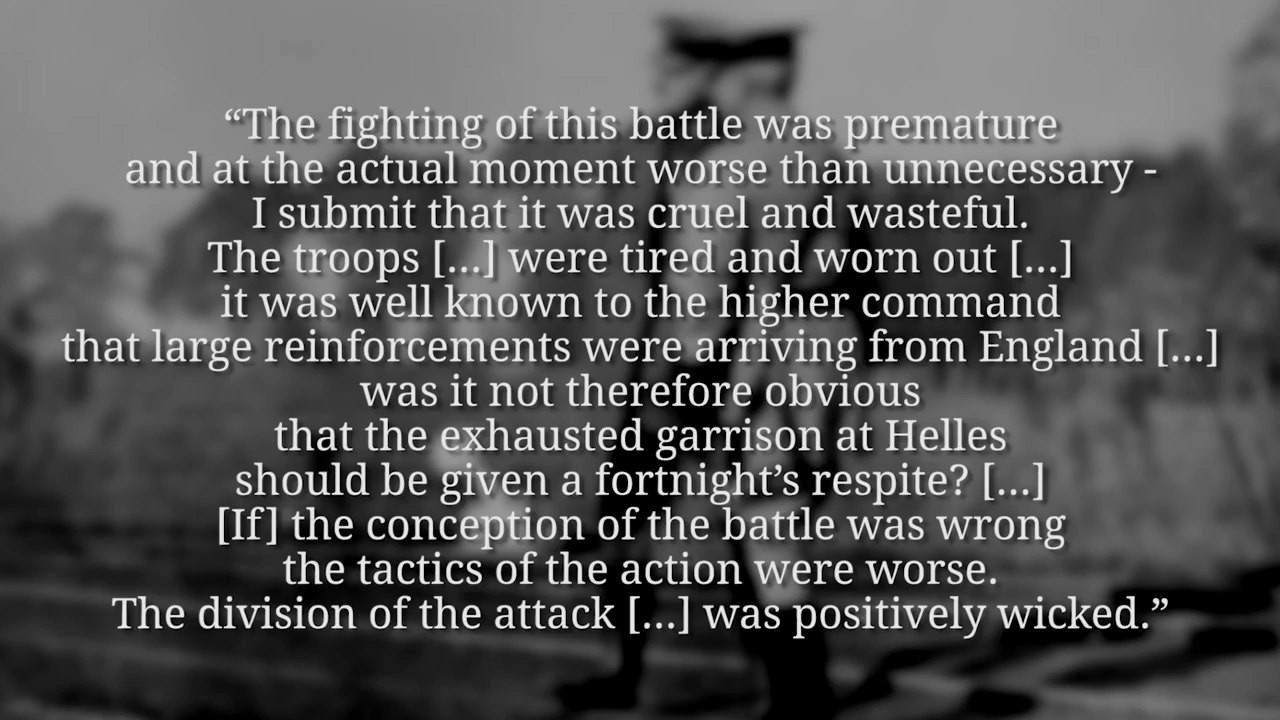 “The fighting of this battle was premature
and at the actual moment worse than unnecessary -
I submit that it was cruel and wasteful.
The troops [...] were tired and worn out [...]
it was well known to the higher command
that large reinforcements were arriving from England [...]
was it not therefore obvious
that the exhausted garrison at Helles
should be given a fortnight’s respite? [...]
[If] the conception of the battle was wrong
the tactics of the action were worse.
The division of the attack [...] was positively wicked.”